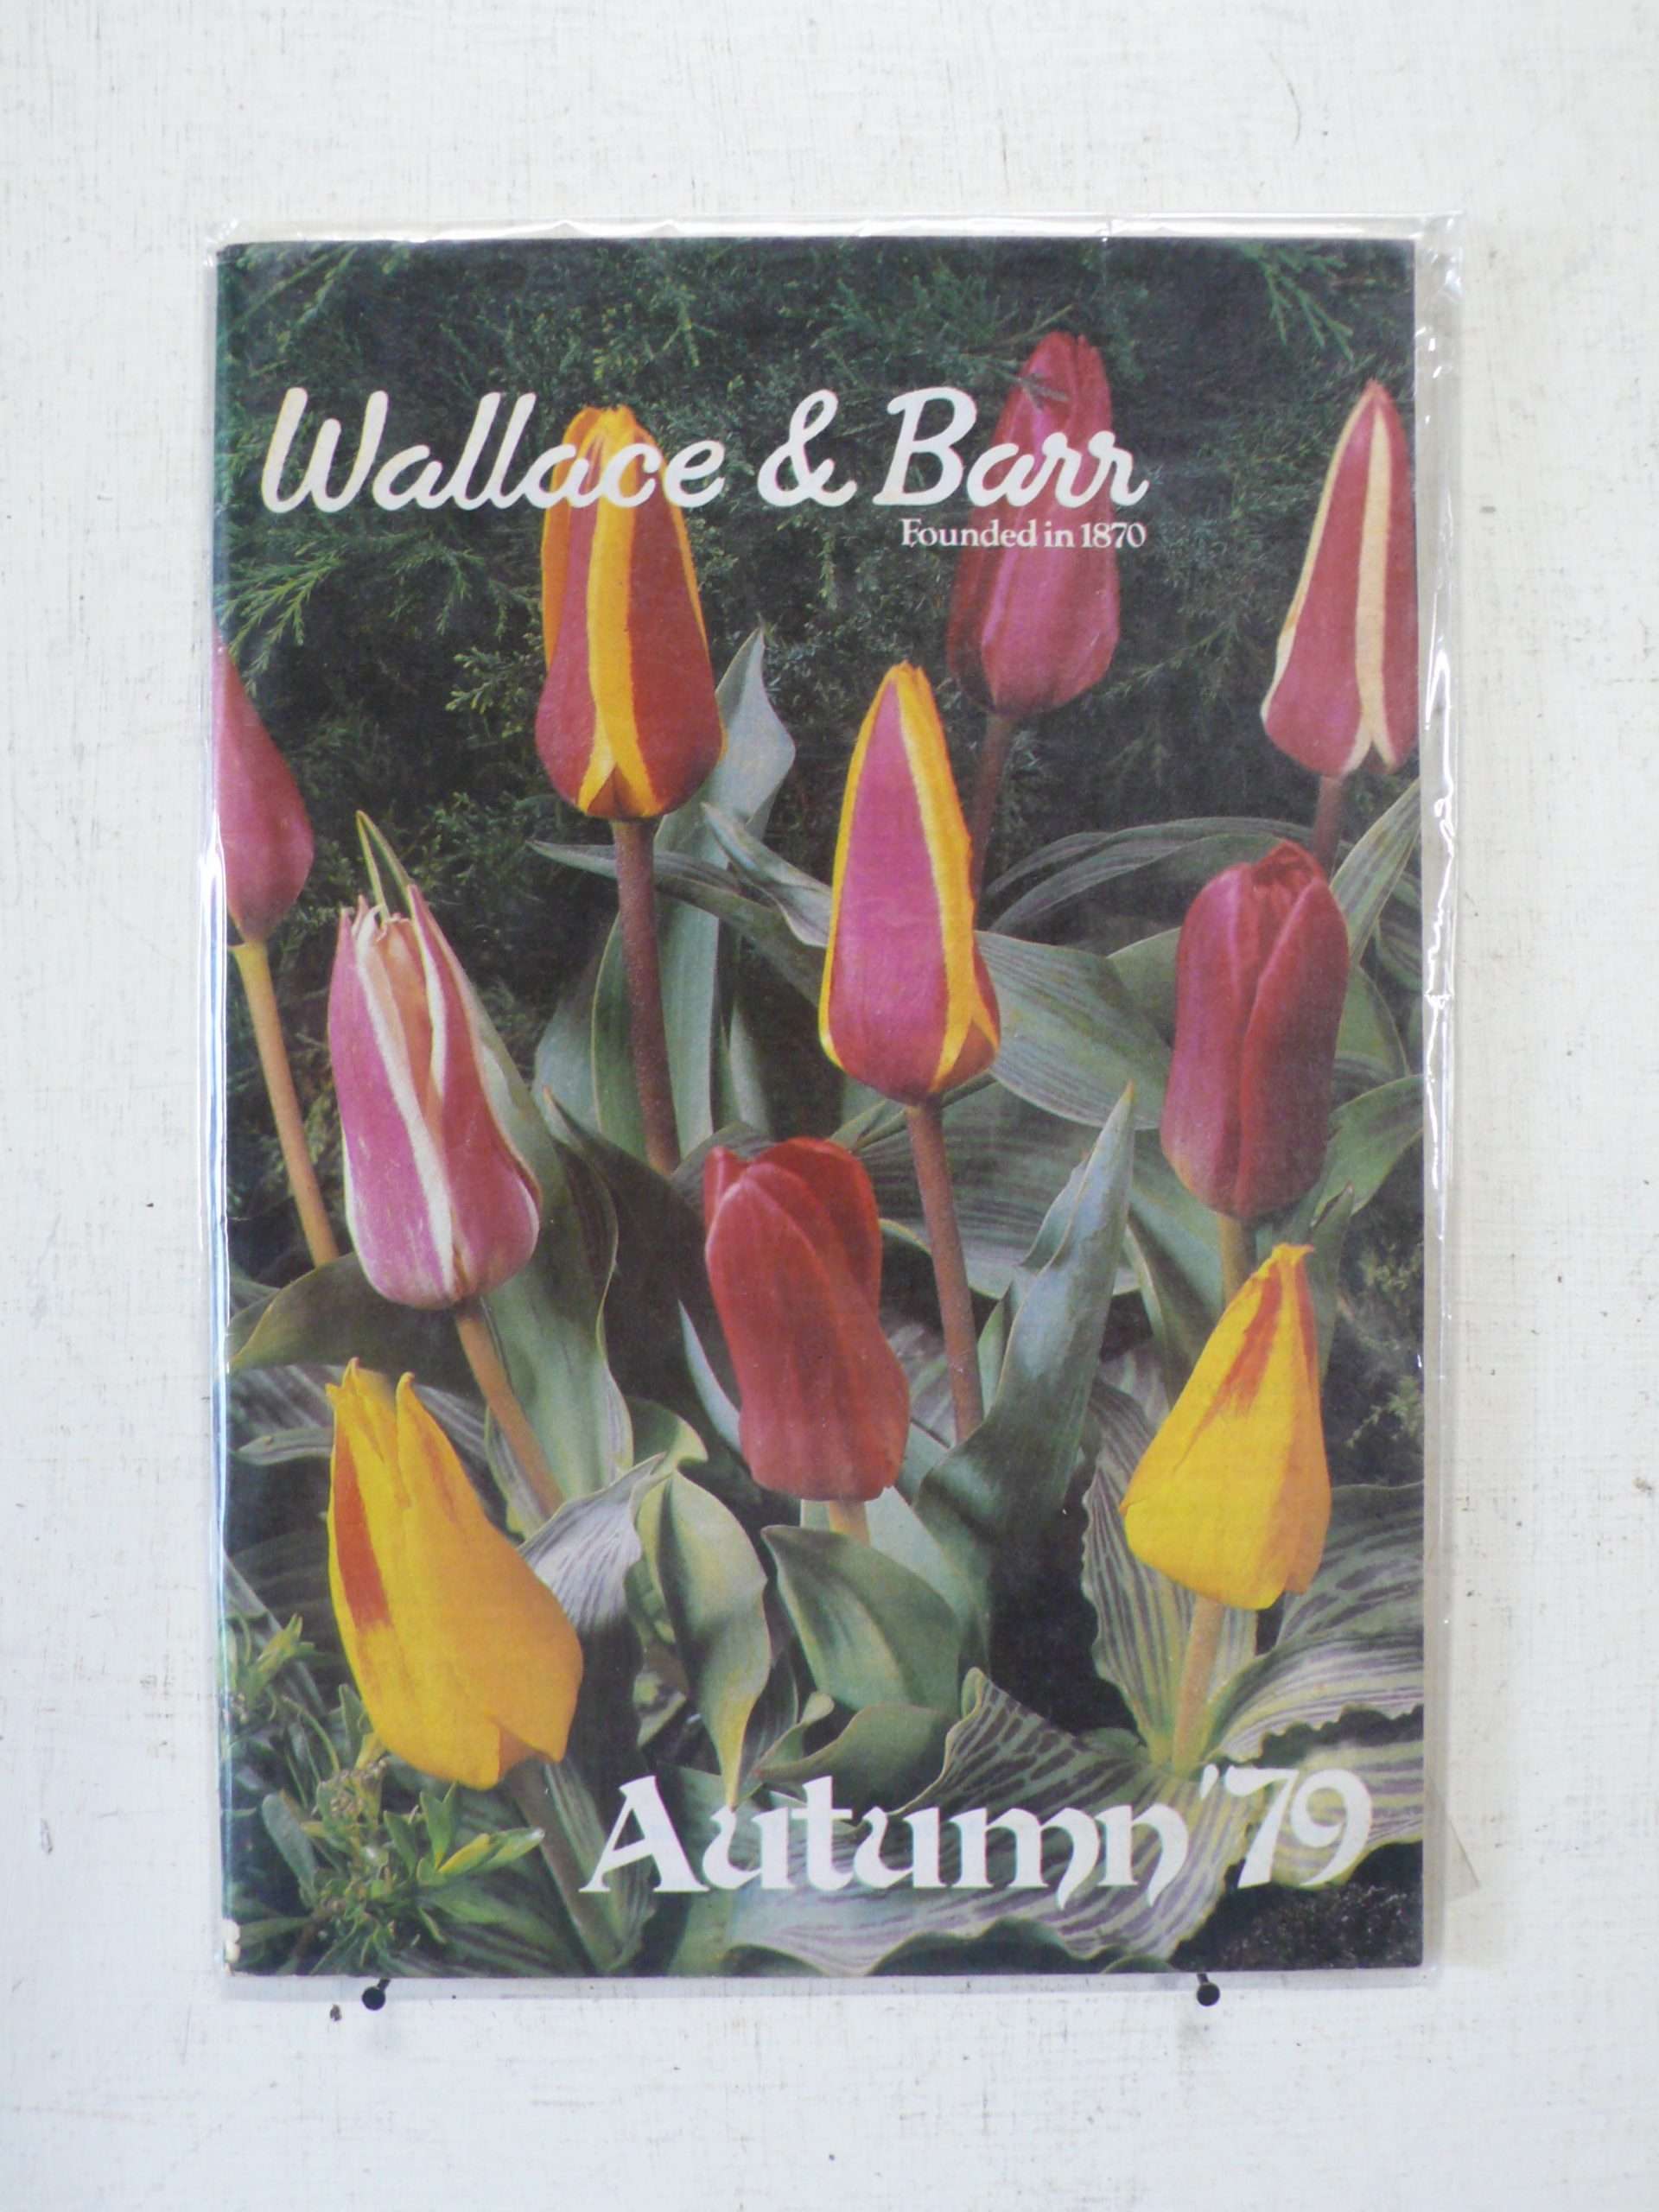 Wallace & Barr
Founded in 1870
Autumn '79